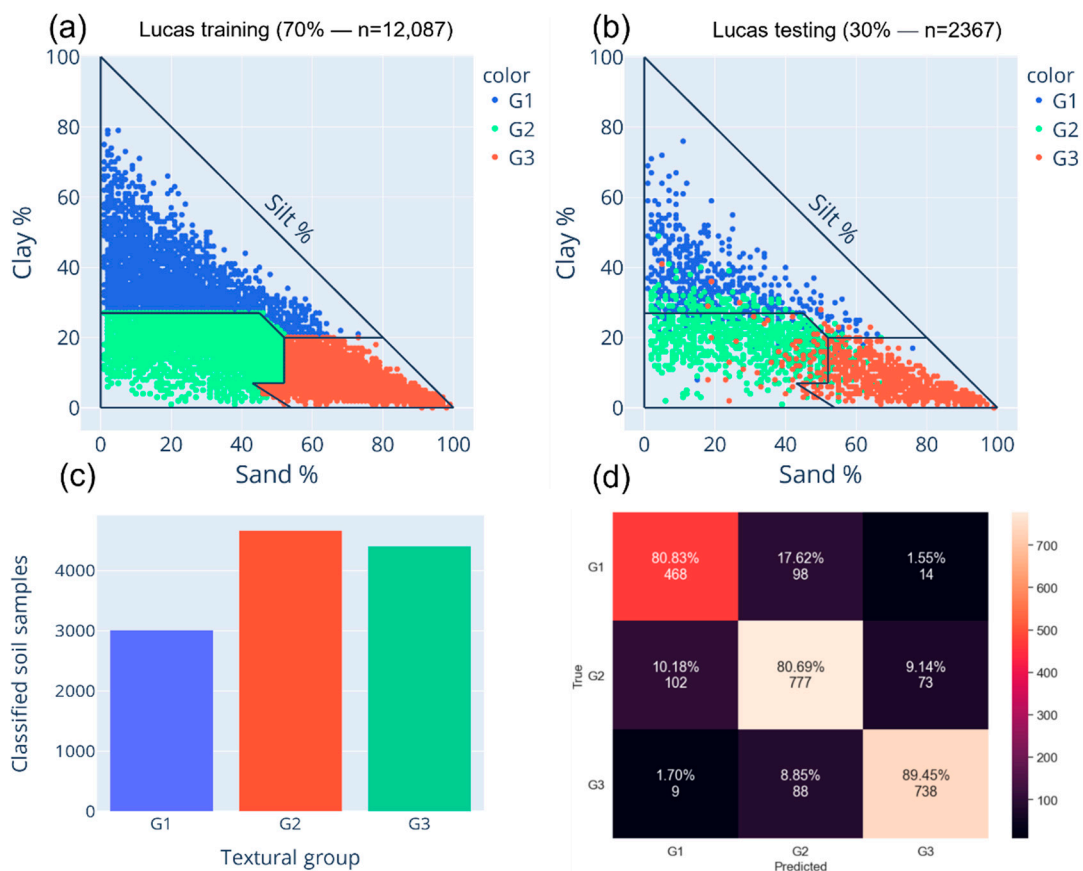 (a)
Lucas training (70% — n=12,087)
100
80
60
40
20
0
Clay %
Silt %
0 20 40 60 80 100
Sand %
color
G1
G2
G3
(b)
Lucas testing (30% — n=2367)
100
80
60
40
20
0
Clay %
Silt %
0 20 40 60 80 100
Sand %
color
G1
G2
G3
(c)
Classified soil samples
4000
3000
2000
1000
0
G1 G2 G3
Textural group
(d)
True
G1
80.83% 17.62% 1.55%
468 98 14
G2
10.18% 80.69% 9.14%
102 777 73
G3
1.70% 8.85% 89.45%
9 88 738
G1 G2 G3
Predicted
700
600
500
400
300
200
100